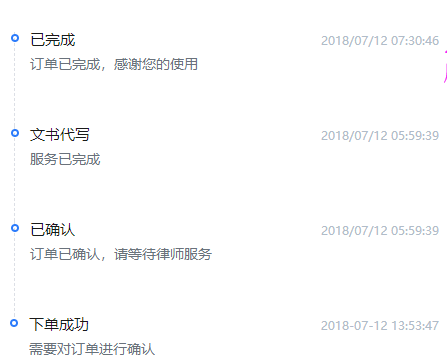 已完成 2018/07/12 07:30:46
订单已完成，感谢您的使用
文书代写 2018/07/12 05:59:39
服务已完成
已确认 2018/07/12 05:59:39
订单已确认，请等待律师服务
下单成功 2018-07-12 13:53:47
需要对订单进行确认